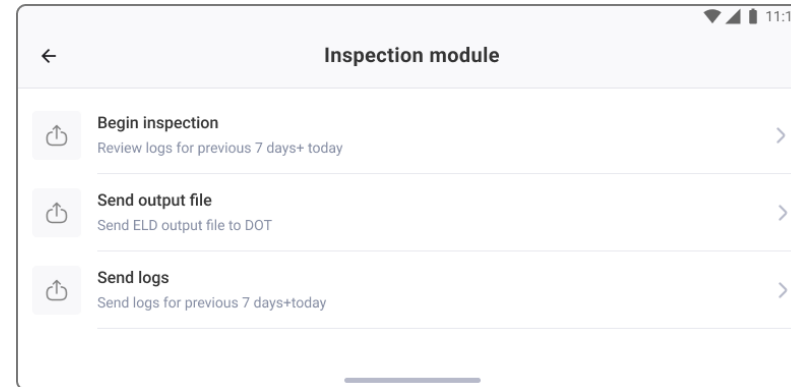 11:1
Inspection module
Begin inspection
Review logs for previous 7 days+ today
Send output file
Send ELD output file to DOT
Send logs
Send logs for previous 7 days+today